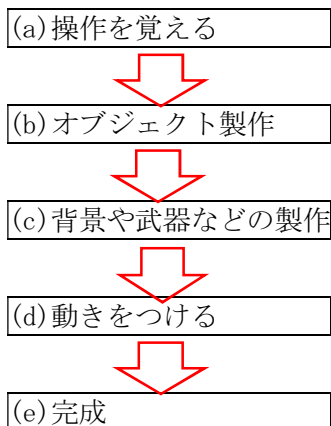 (a)操作を覚える
(b)オブジェクト製作
(c)背景や武器などの製作
(d)動きをつける
(e)完成